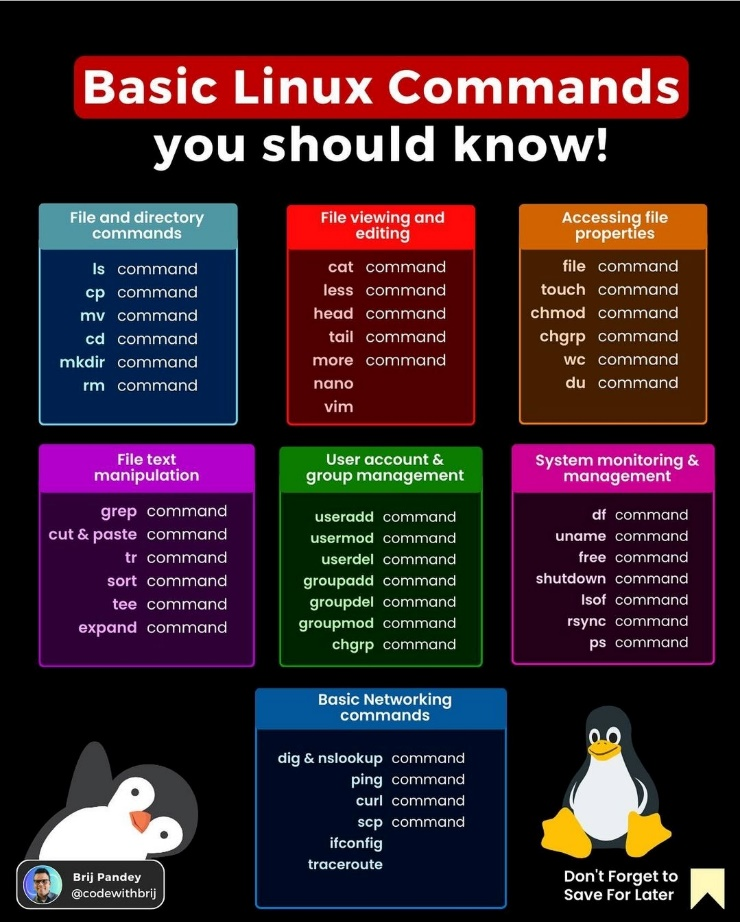 Basic Linux Commands
you should know!
File and directory
commands
ls command
cp command
mv command
cd command
mkdir command
rm command
File viewing and
editing
cat command
less command
head command
tail command
more command
nano
vim
Accessing file
properties
file command
touch command
chmod command
chgrp command
wc command
du command
File text
manipulation
grep command
cut & paste command
tr command
sort command
tee command
expand command
User account &
group management
useradd command
usermod command
userdel command
groupadd command
groupdel command
groupmod command
chgrp command
System monitoring &
management
df command
uname command
free command
shutdown command
lsof command
rsync command
ps command
Basic Networking
commands
dig & nslookup command
ping command
curl command
scp command
ifconfig
traceroute
Brij Pandey
@codewithbrij
Don't Forget to
Save For Later